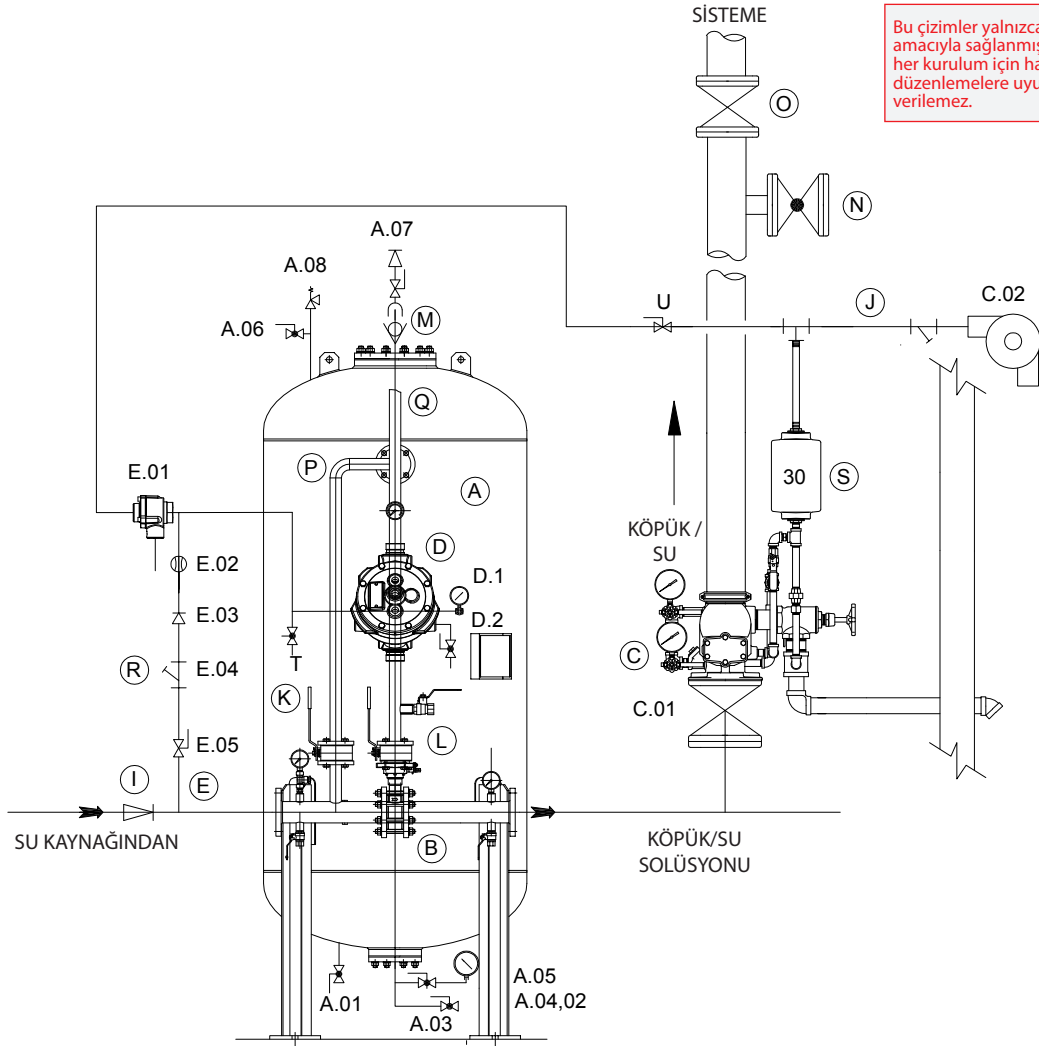 SİSTEME
Bu çizimler yalnızca
amacıyla sağlanmış
her kurulum için ha
düzenlemelere uyu
verilemez.
O
N
A.07
A.08
A.06
M
U
J
C.02
Q
P
A
E.01
30
S
KÖPÜK /
SU
D
D.1
D.2
E.02
E.03
R
E.04
T
K
C
C.01
L
E.05
I
E
SU KAYNAĞINDAN
B
KÖPÜK/SU
SOLÜSYONU
A.01
A.05
A.04,02
A.03